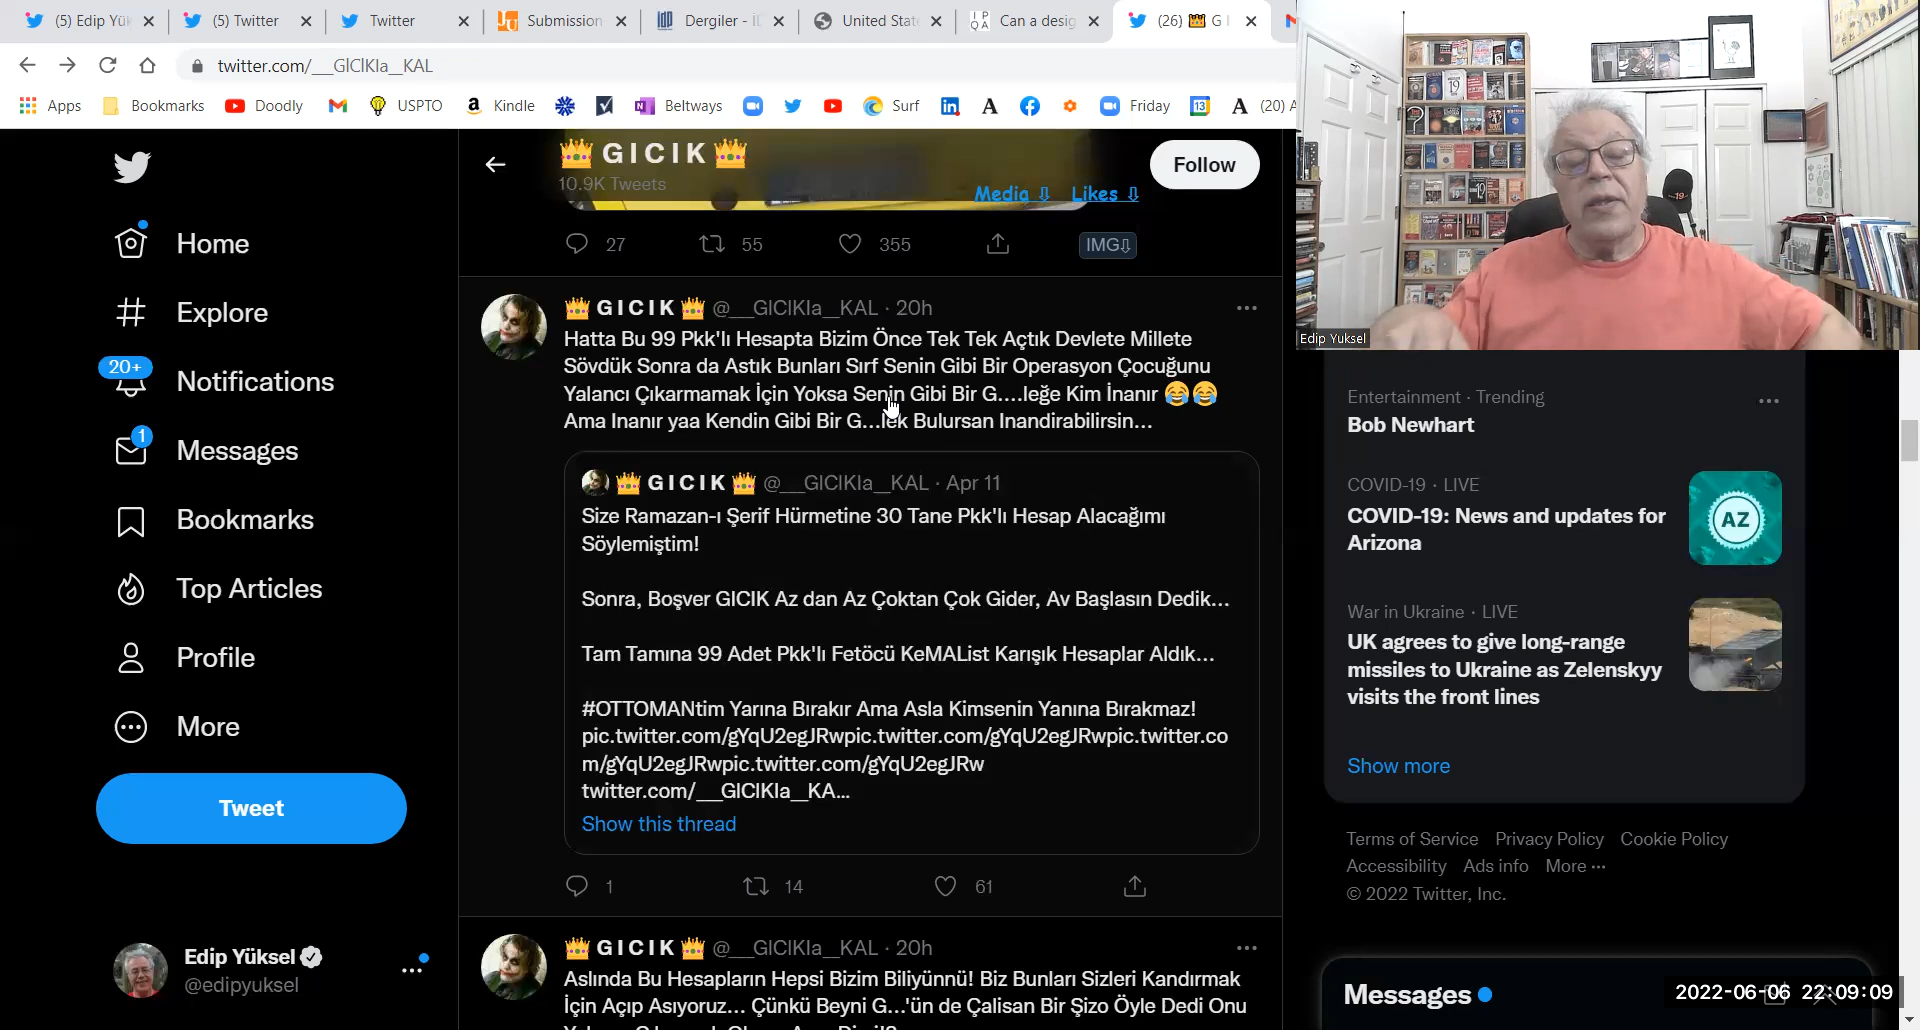 (5) Edip Yük
(5) Twitter
Twitter
Submission
Dergiler - İD
United State
Can a desig
(26) 👑 G I
twitter.com/___GlClKla__KAL
Apps
Bookmarks
Doodly
USPTO
Kindle
Beltways
Surf
Friday
(20) A
Edip Yuksel
Home
Explore
20+
Notifications
1
Messages
Bookmarks
Top Articles
Profile
More
Tweet
Edip Yüksel
@edipyuksel
👑 G I C I K 👑
10.9K Tweets
Follow
Media ⇩ Likes ⇩
27 55 355 IMG⇩
👑 G I C I K 👑 @___GlClKla__KAL · 20h
Hatta Bu 99 Pkk'lı Hesapta Bizim Önce Tek Tek Açtık Devlete Millete
Sövdük Sonra da Astık Bunları Sırf Senin Gibi Bir Operasyon Çocuğunu
Yalancı Çıkarmamak İçin Yoksa Senin Gibi Bir G....leğe Kim İnanır 😂😂
Ama Inanır yaa Kendin Gibi Bir G...lek Bulursan Inandirabilirsin...
👑 G I C I K 👑 @___GlClKla__KAL · Apr 11
Size Ramazan-ı Şerif Hürmetine 30 Tane Pkk'lı Hesap Alacağımı
Söylemiştim!
Sonra, Boşver GlCIK Az dan Az Çoktan Çok Gider, Av Başlasın Dedik...
Tam Tamına 99 Adet Pkk'lı Fetöcü KeMAList Karışık Hesaplar Aldık...
#OTTOMANtim Yarına Bırakır Ama Asla Kimsenin Yanına Bırakmaz!
pic.twitter.com/gYqU2egJRwpic.twitter.com/gYqU2egJRwpic.twitter.co
m/gYqU2egJRwpic.twitter.com/gYqU2egJRw
twitter.com/___GlClKla__KA...
Show this thread
1 14 61
👑 G I C I K 👑 @___GlClKla__KAL · 20h
Aslında Bu Hesapların Hepsi Bizim Biliyünnü! Biz Bunları Sizleri Kandırmak
İçin Açıp Asıyoruz... Çünkü Beyni G...'ün de Çalisan Bir Şizo Öyle Dedi Onu
Entertainment · Trending
Bob Newhart
COVID-19 · LIVE
COVID-19: News and updates for
Arizona
AZ
War in Ukraine · LIVE
UK agrees to give long-range
missiles to Ukraine as Zelenskyy
visits the front lines
Show more
Terms of Service Privacy Policy Cookie Policy
Accessibility Ads info More ···
© 2022 Twitter, Inc.
Messages
2022-06-06 22:09:09